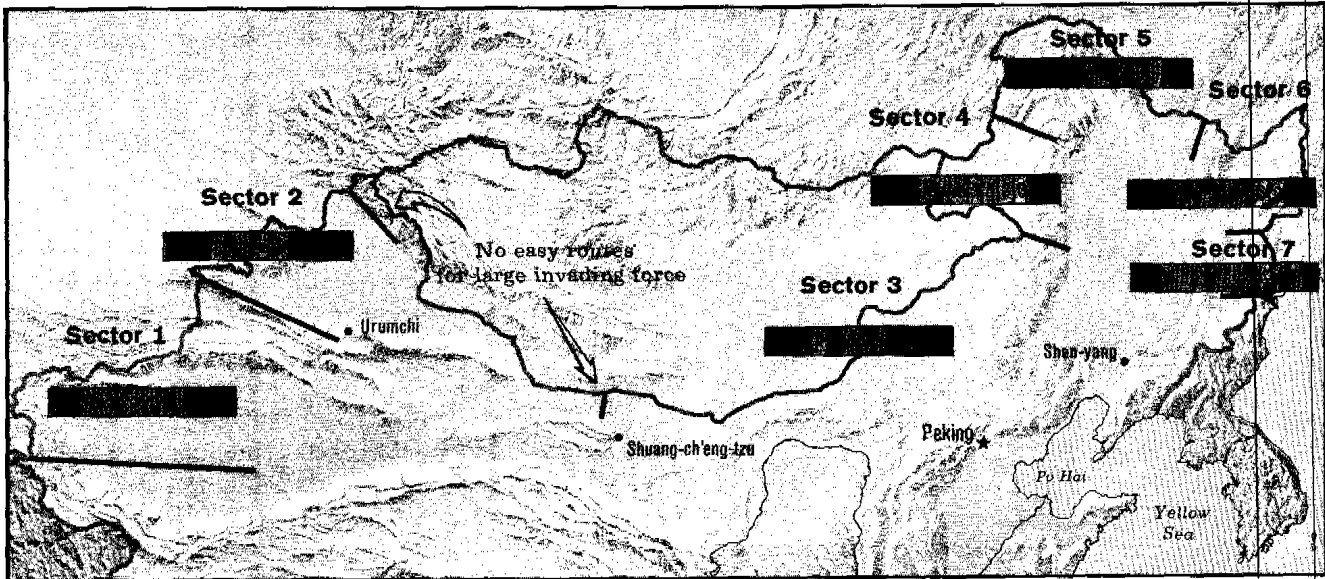 Sector 5
Sector 6
Sector 4
Sector 2
No easy routes
for large invading force
Sector 7
Sector 3
Sector 1
Urumchi
Shen-yang
Peking
Shuang-ch'eng-tzu
Po Hai
Yellow
Sea